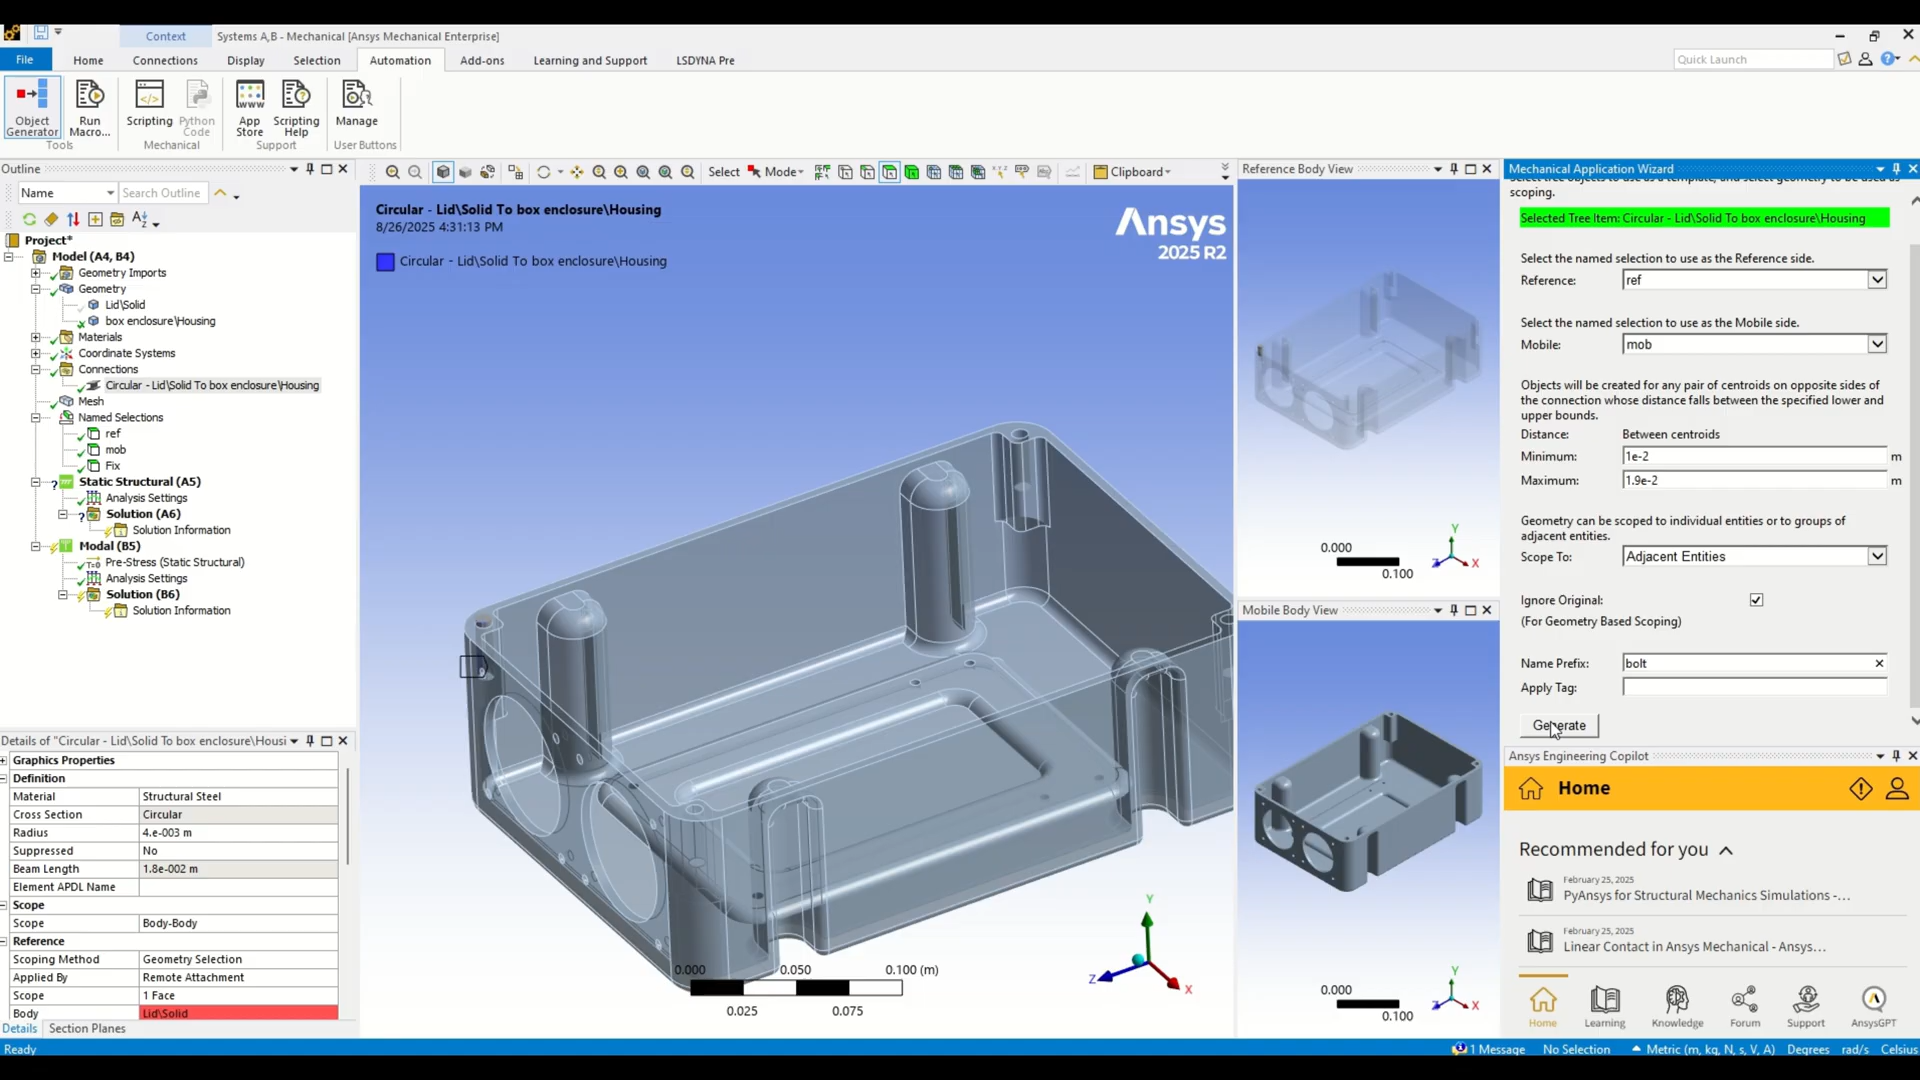 Context
Systems A,B - Mechanical [Ansys Mechanical Enterprise]
File
Home
Connections
Display
Selection
Automation
Add-ons
Learning and Support
LSDYNA Pre
Quick Launch
Object Generator
Run Macro...
Scripting
Python Code
App Store
Scripting Help
Manage
Tools
Mechanical
Support
User Buttons
Outline
Name
Search Outline
Project*
Model (A4, B4)
Geometry Imports
Geometry
Lid\Solid
box enclosure\Housing
Materials
Coordinate Systems
Connections
Circular - Lid\Solid To box enclosure\Housing
Mesh
Named Selections
ref
mob
Fix
Static Structural (A5)
Analysis Settings
Solution (A6)
Solution Information
Modal (B5)
Pre-Stress (Static Structural)
Analysis Settings
Solution (B6)
Solution Information
Details of "Circular - Lid\Solid To box enclosure\Housi
Graphics Properties
Definition
Material Structural Steel
Cross Section Circular
Radius 4.e-003 m
Suppressed No
Beam Length 1.8e-002 m
Element APDL Name
Scope
Scope Body-Body
Reference
Scoping Method Geometry Selection
Applied By Remote Attachment
Scope 1 Face
Body Lid\Solid
Details Section Planes
Ready
Select
Mode
Clipboard
Circular - Lid\Solid To box enclosure\Housing
8/26/2025 4:31:13 PM
Circular - Lid\Solid To box enclosure\Housing
Ansys
2025 R2
Y
Z
X
0.000 0.050 0.100 (m)
0.025 0.075
Reference Body View
0.000
0.100
Y
Z
X
Mobile Body View
0.000
0.100
Y
Z
X
Mechanical Application Wizard
scoping.
Selected Tree Item: Circular - Lid\Solid To box enclosure\Housing
Select the named selection to use as the Reference side.
Reference: ref
Select the named selection to use as the Mobile side.
Mobile: mob
Objects will be created for any pair of centroids on opposite sides of
the connection whose distance falls between the specified lower and
upper bounds.
Distance: Between centroids
Minimum: 1e-2 m
Maximum: 1.9e-2 m
Geometry can be scoped to individual entities or to groups of
adjacent entities.
Scope To: Adjacent Entities
Ignore Original:
(For Geometry Based Scoping)
Name Prefix: bolt
Apply Tag:
Generate
Ansys Engineering Copilot
Home
Recommended for you
February 25, 2025
PyAnsys for Structural Mechanics Simulations -...
February 25, 2025
Linear Contact in Ansys Mechanical - Ansys...
Home
Learning
Knowledge
Forum
Support
AnsysGPT
1 Message
No Selection
Metric (m, kg, N, s, V, A)
Degrees
rad/s
Celsius